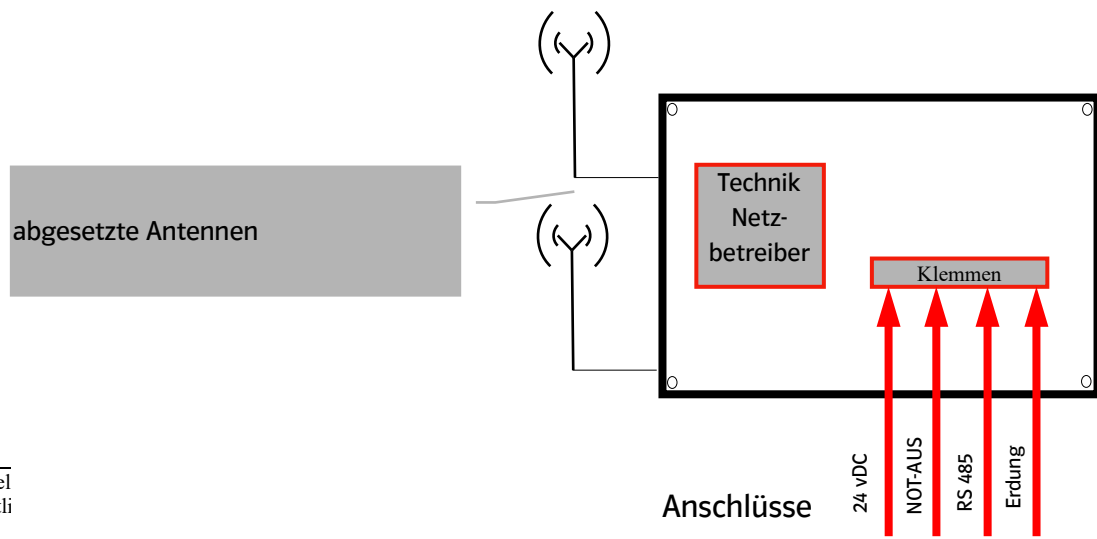 abgesetzte Antennen
Technik
Netz-
betreiber
Klemmen
Anschlüsse
24 vDC
NOT-AUS
RS 485
Erdung